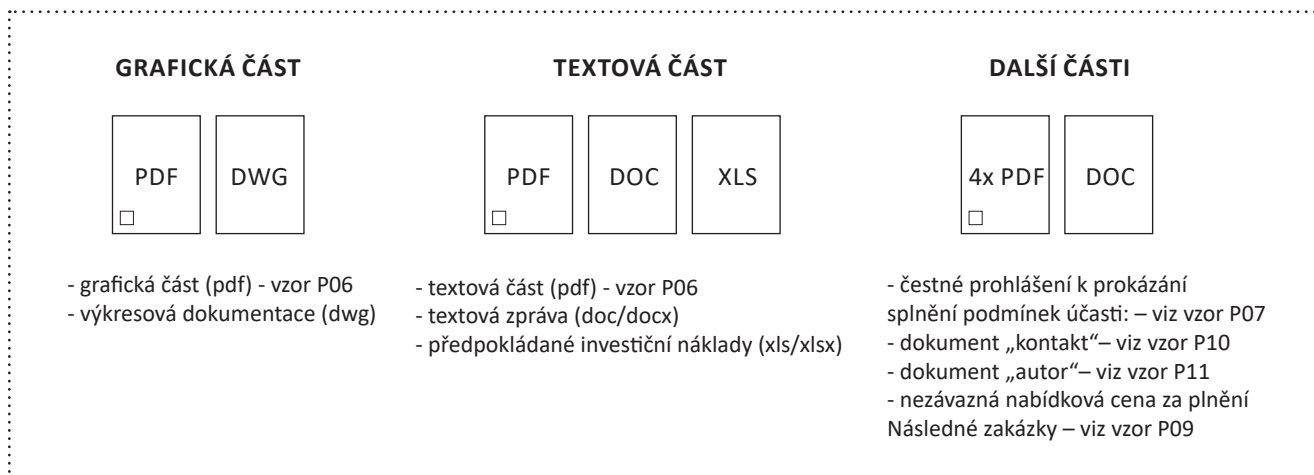 GRAFICKÁ ČÁST
PDF
DWG
- grafická část (pdf) - vzor P06
- výkresová dokumentace (dwg)
TEXTOVÁ ČÁST
PDF
DOC
XLS
- textová část (pdf) - vzor P06
- textová zpráva (doc/docx)
- předpokládané investiční náklady (xls/xlsx)
DALŠÍ ČÁSTI
4x PDF
DOC
- čestné prohlášení k prokázání
splnění podmínek účasti: – viz vzor P07
- dokument „kontakt“– viz vzor P10
- dokument „autor“– viz vzor P11
- nezávazná nabídková cena za plnění
Následné zakázky – viz vzor P09